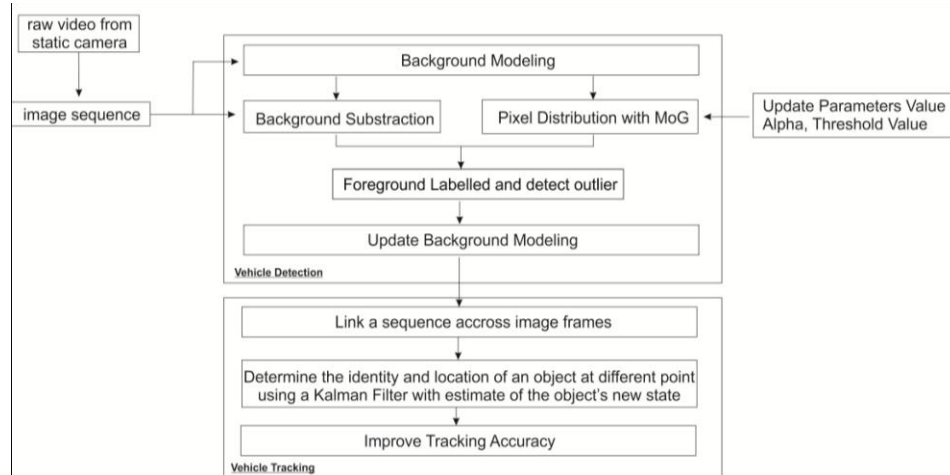 raw video from
static camera
image sequence
Background Modeling
Background Substraction
Pixel Distribution with MoG
Update Parameters Value
Alpha, Threshold Value
Foreground Labelled and detect outlier
Update Background Modeling
Vehicle Detection
Link a sequence accross image frames
Determine the identity and location of an object at different point
using a Kalman Filter with estimate of the object's new state
Improve Tracking Accuracy
Vehicle Tracking